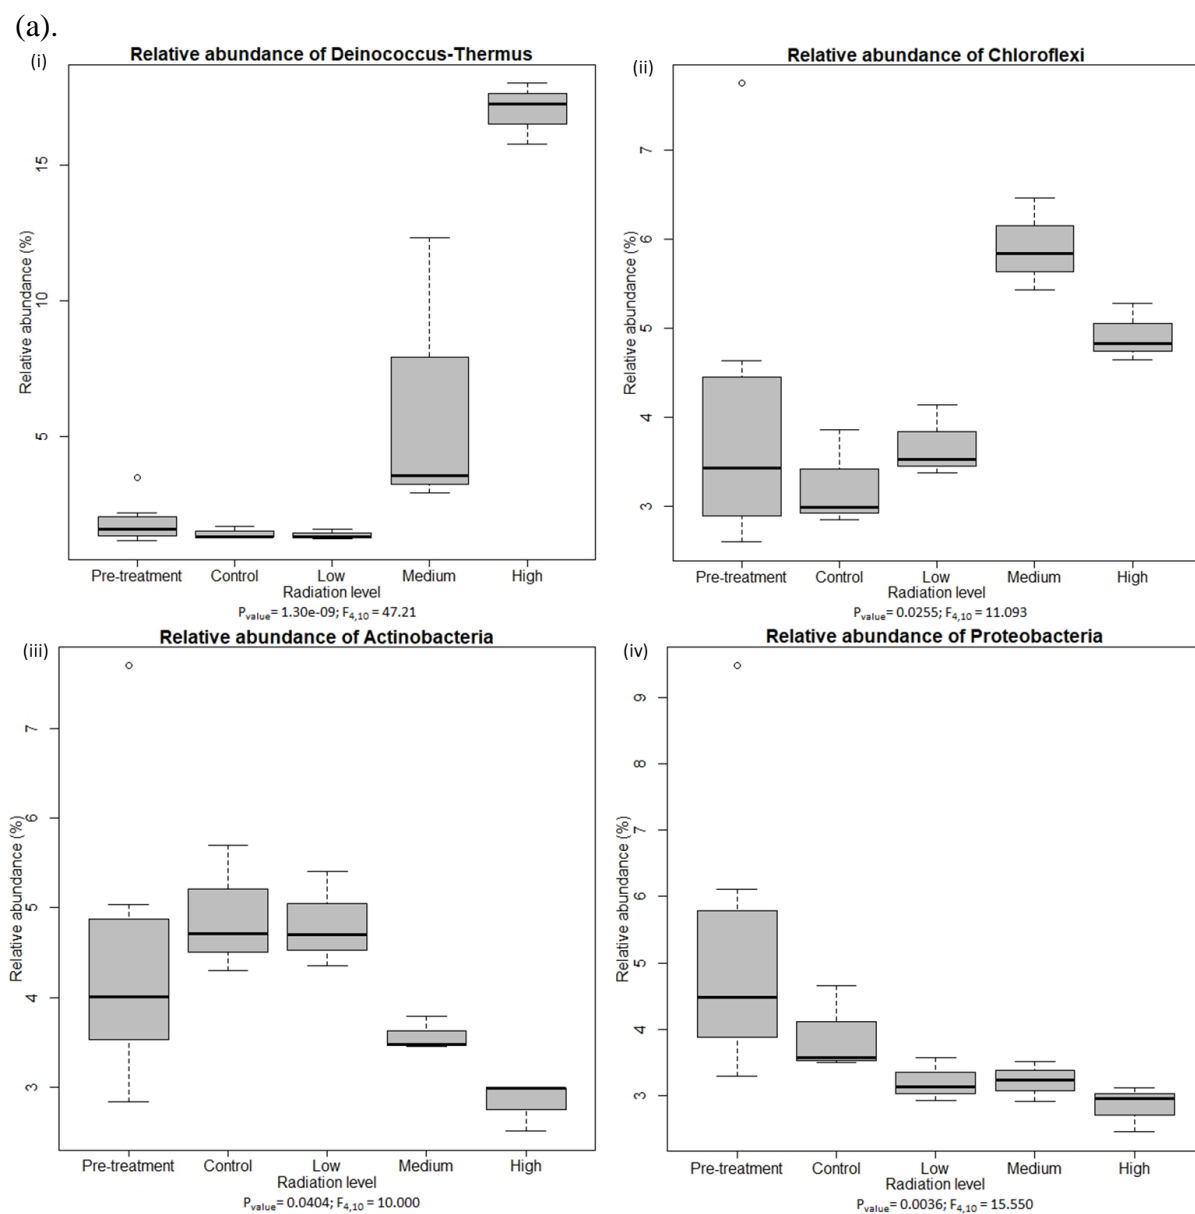 (a).
(i)
Relative abundance of Deinococcus-Thermus
Relative abundance (%)
15
10
5
Pre-treatment Control Low Medium High
Radiation level
Pvalue= 1.30e-09; F4,10 = 47.21
(ii)
Relative abundance of Chloroflexi
Relative abundance (%)
7
6
5
4
3
Pre-treatment Control Low Medium High
Radiation level
Pvalue= 0.0255; F4,10 = 11.093
(iii)
Relative abundance of Actinobacteria
Relative abundance (%)
7
6
5
4
3
Pre-treatment Control Low Medium High
Radiation level
Pvalue= 0.0404; F4,10 = 10.000
(iv)
Relative abundance of Proteobacteria
Relative abundance (%)
9
8
7
6
5
4
3
Pre-treatment Control Low Medium High
Radiation level
Pvalue= 0.0036; F4,10 = 15.550